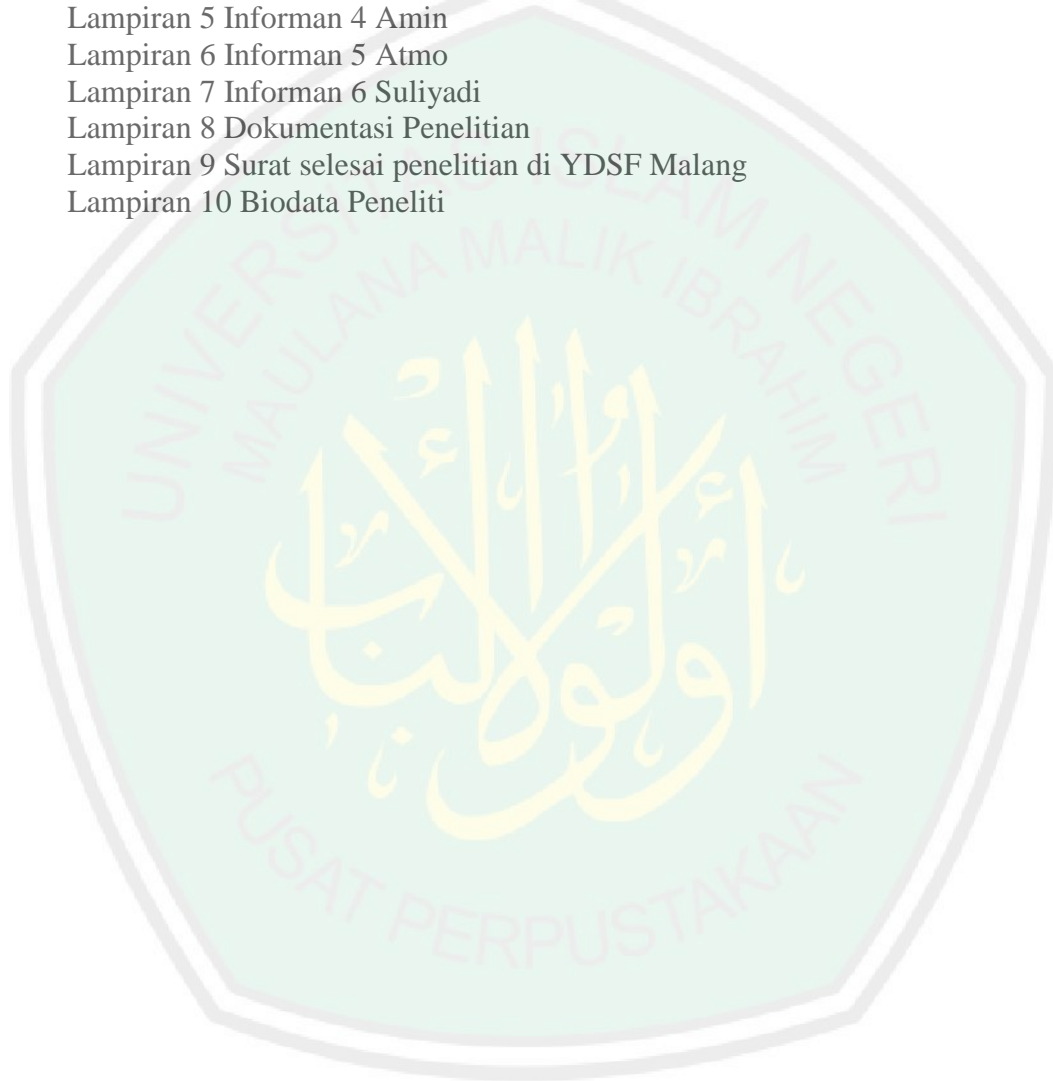 Lampiran 5 Informan 4 Amin
Lampiran 6 Informan 5 Atmo
Lampiran 7 Informan 6 Suliyadi
Lampiran 8 Dokumentasi Penelitian
Lampiran 9 Surat selesai penelitian di YDSF Malang
Lampiran 10 Biodata Peneliti
UNIVERSITAS ISLAM NEGERI
MAULANA MALIK IBRAHIM
أولوا الألباب
PUSAT PERPUSTAKAAN